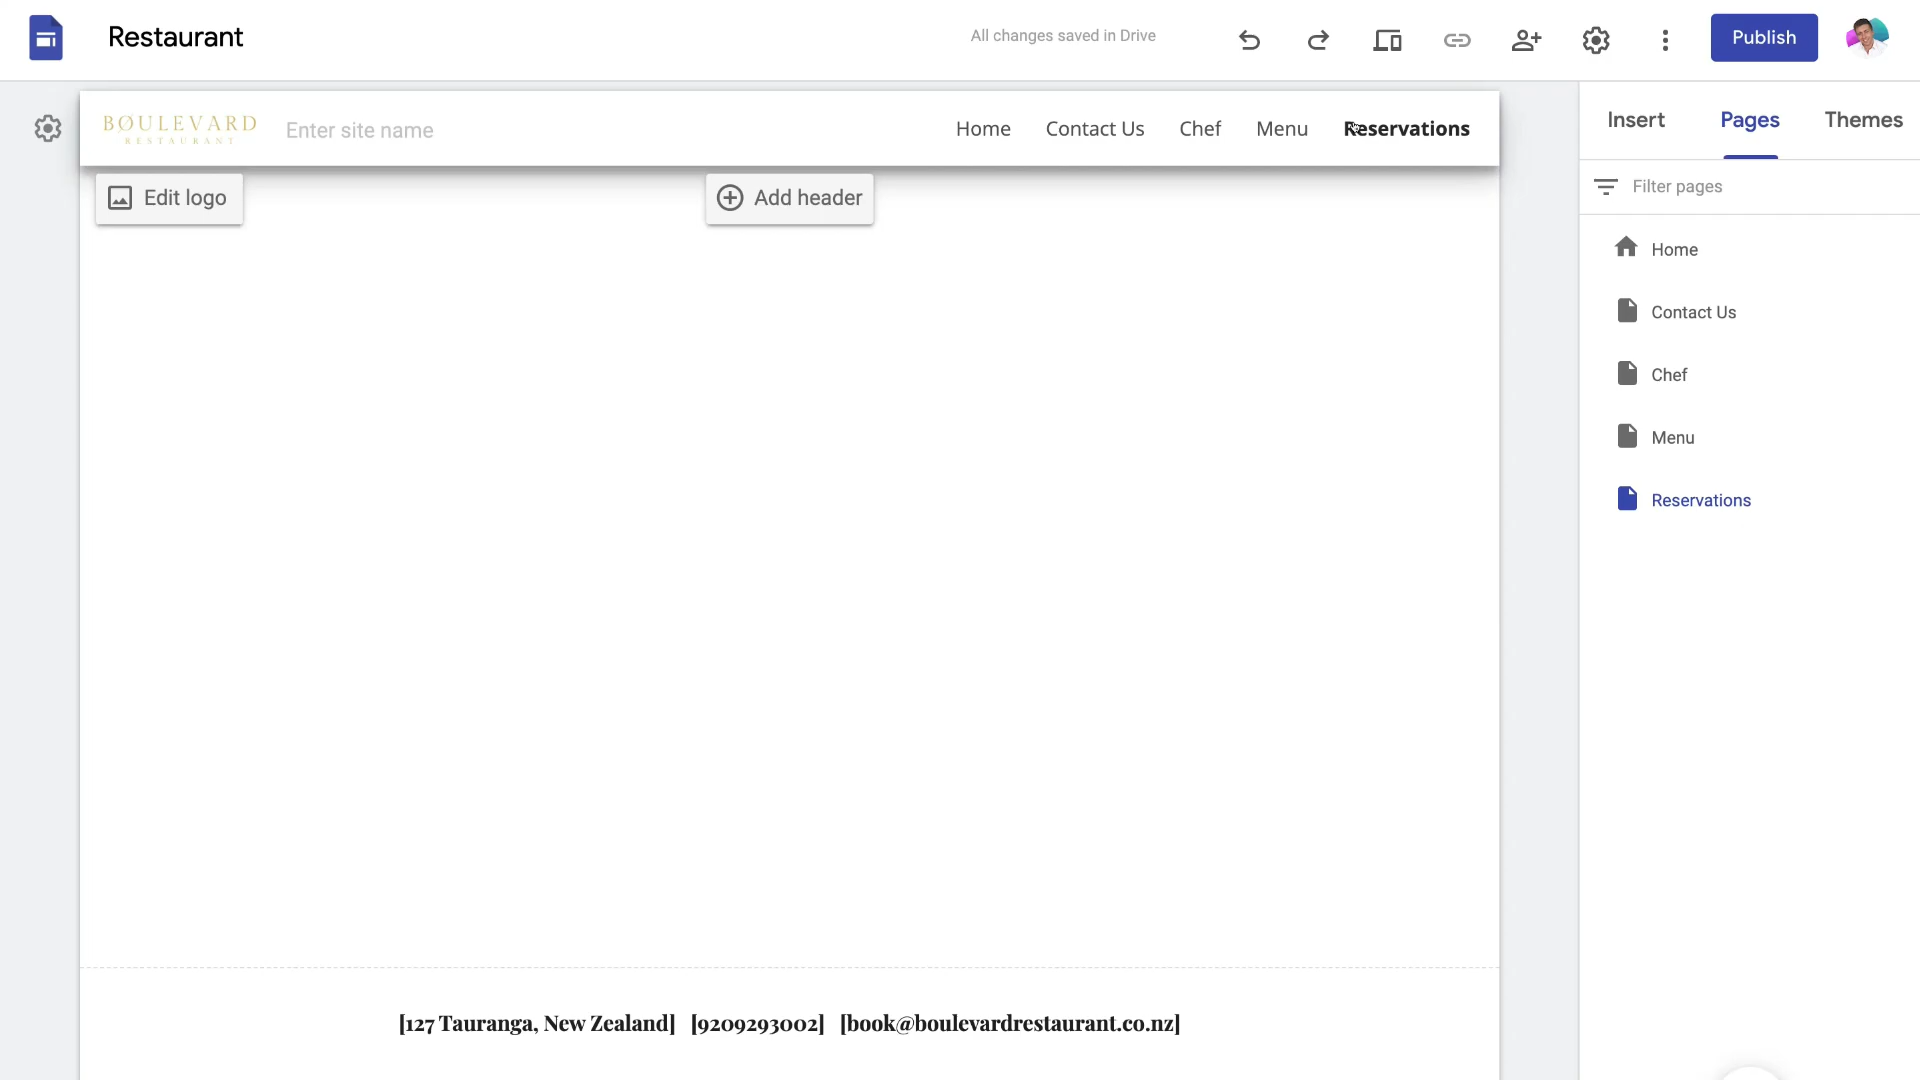 Restaurant
All changes saved in Drive
Publish
BØULEVARD
RESTAURANT
Enter site name
Home
Contact Us
Chef
Menu
Reservations
Edit logo
Add header
Insert
Pages
Themes
Filter pages
Home
Contact Us
Chef
Menu
Reservations
[127 Tauranga, New Zealand] [9209293002] [book@boulevardrestaurant.co.nz]